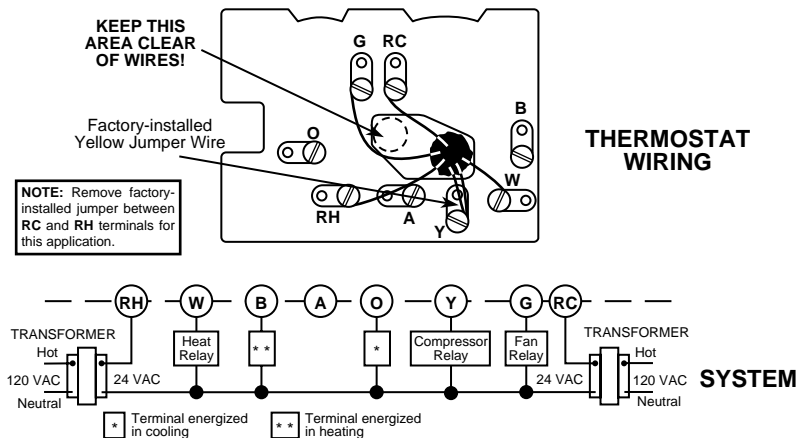 KEEP THIS
AREA CLEAR
OF WIRES!
G RC
B
Factory-installed
Yellow Jumper Wire
O
THERMOSTAT
WIRING
W
NOTE: Remove factory-
installed jumper between
RC and RH terminals for
this application.
RH
A
Y
RH W B A O Y G RC
TRANSFORMER
Hot
120 VAC
Neutral
24 VAC
Heat
Relay
* *
*
Compressor
Relay
Fan
Relay
24 VAC
TRANSFORMER
Hot
120 VAC
Neutral
SYSTEM
* Terminal energized
in cooling
* * Terminal energized
in heating